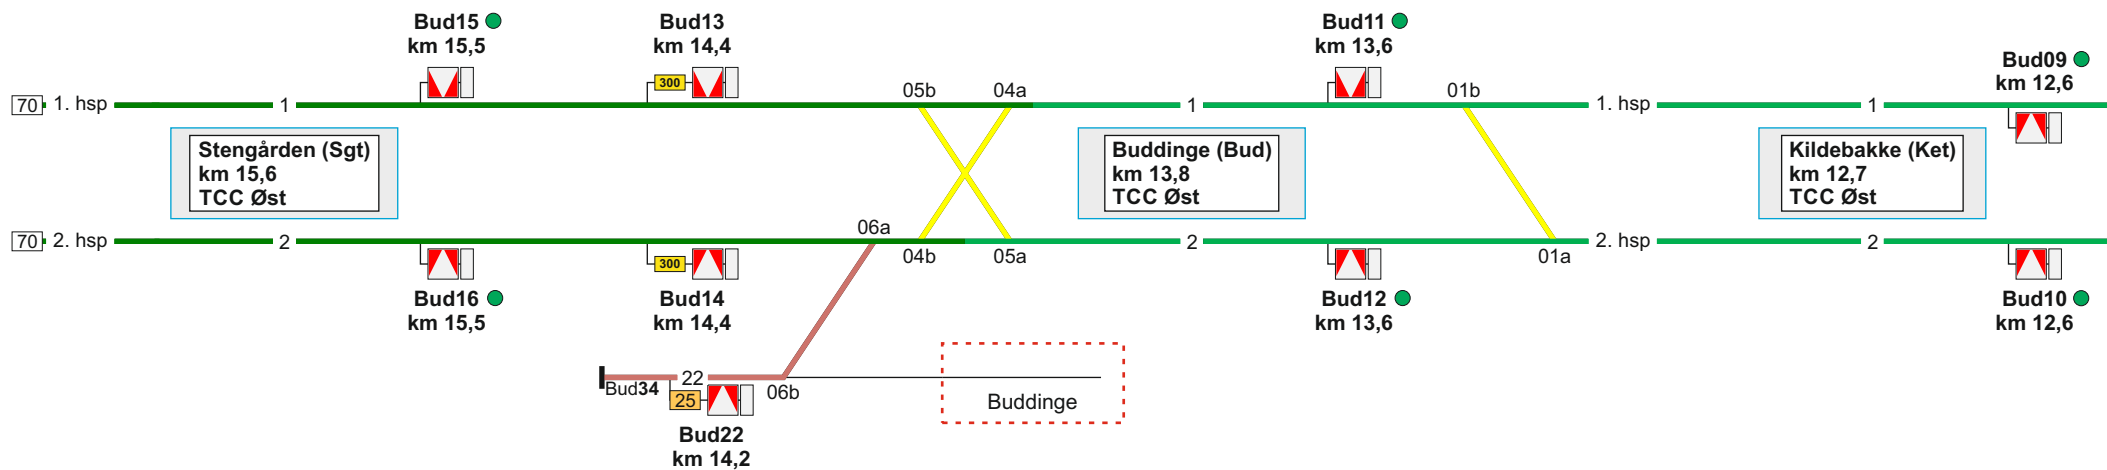 Bud15
km 15,5
Bud13
km 14,4
Bud11
km 13,6
Bud09
km 12,6
300
05b
04a
01b
70 1. hsp
1
1
1. hsp
1
Stengården (Sgt)
km 15,6
TCC Øst
Buddinge (Bud)
km 13,8
TCC Øst
Kildebakke (Ket)
km 12,7
TCC Øst
06a
70 2. hsp
2
2
2. hsp
2
04b
05a
01a
300
Bud16
km 15,5
Bud14
km 14,4
Bud12
km 13,6
Bud10
km 12,6
22
Bud34
06b
25
Buddinge
Bud22
km 14,2